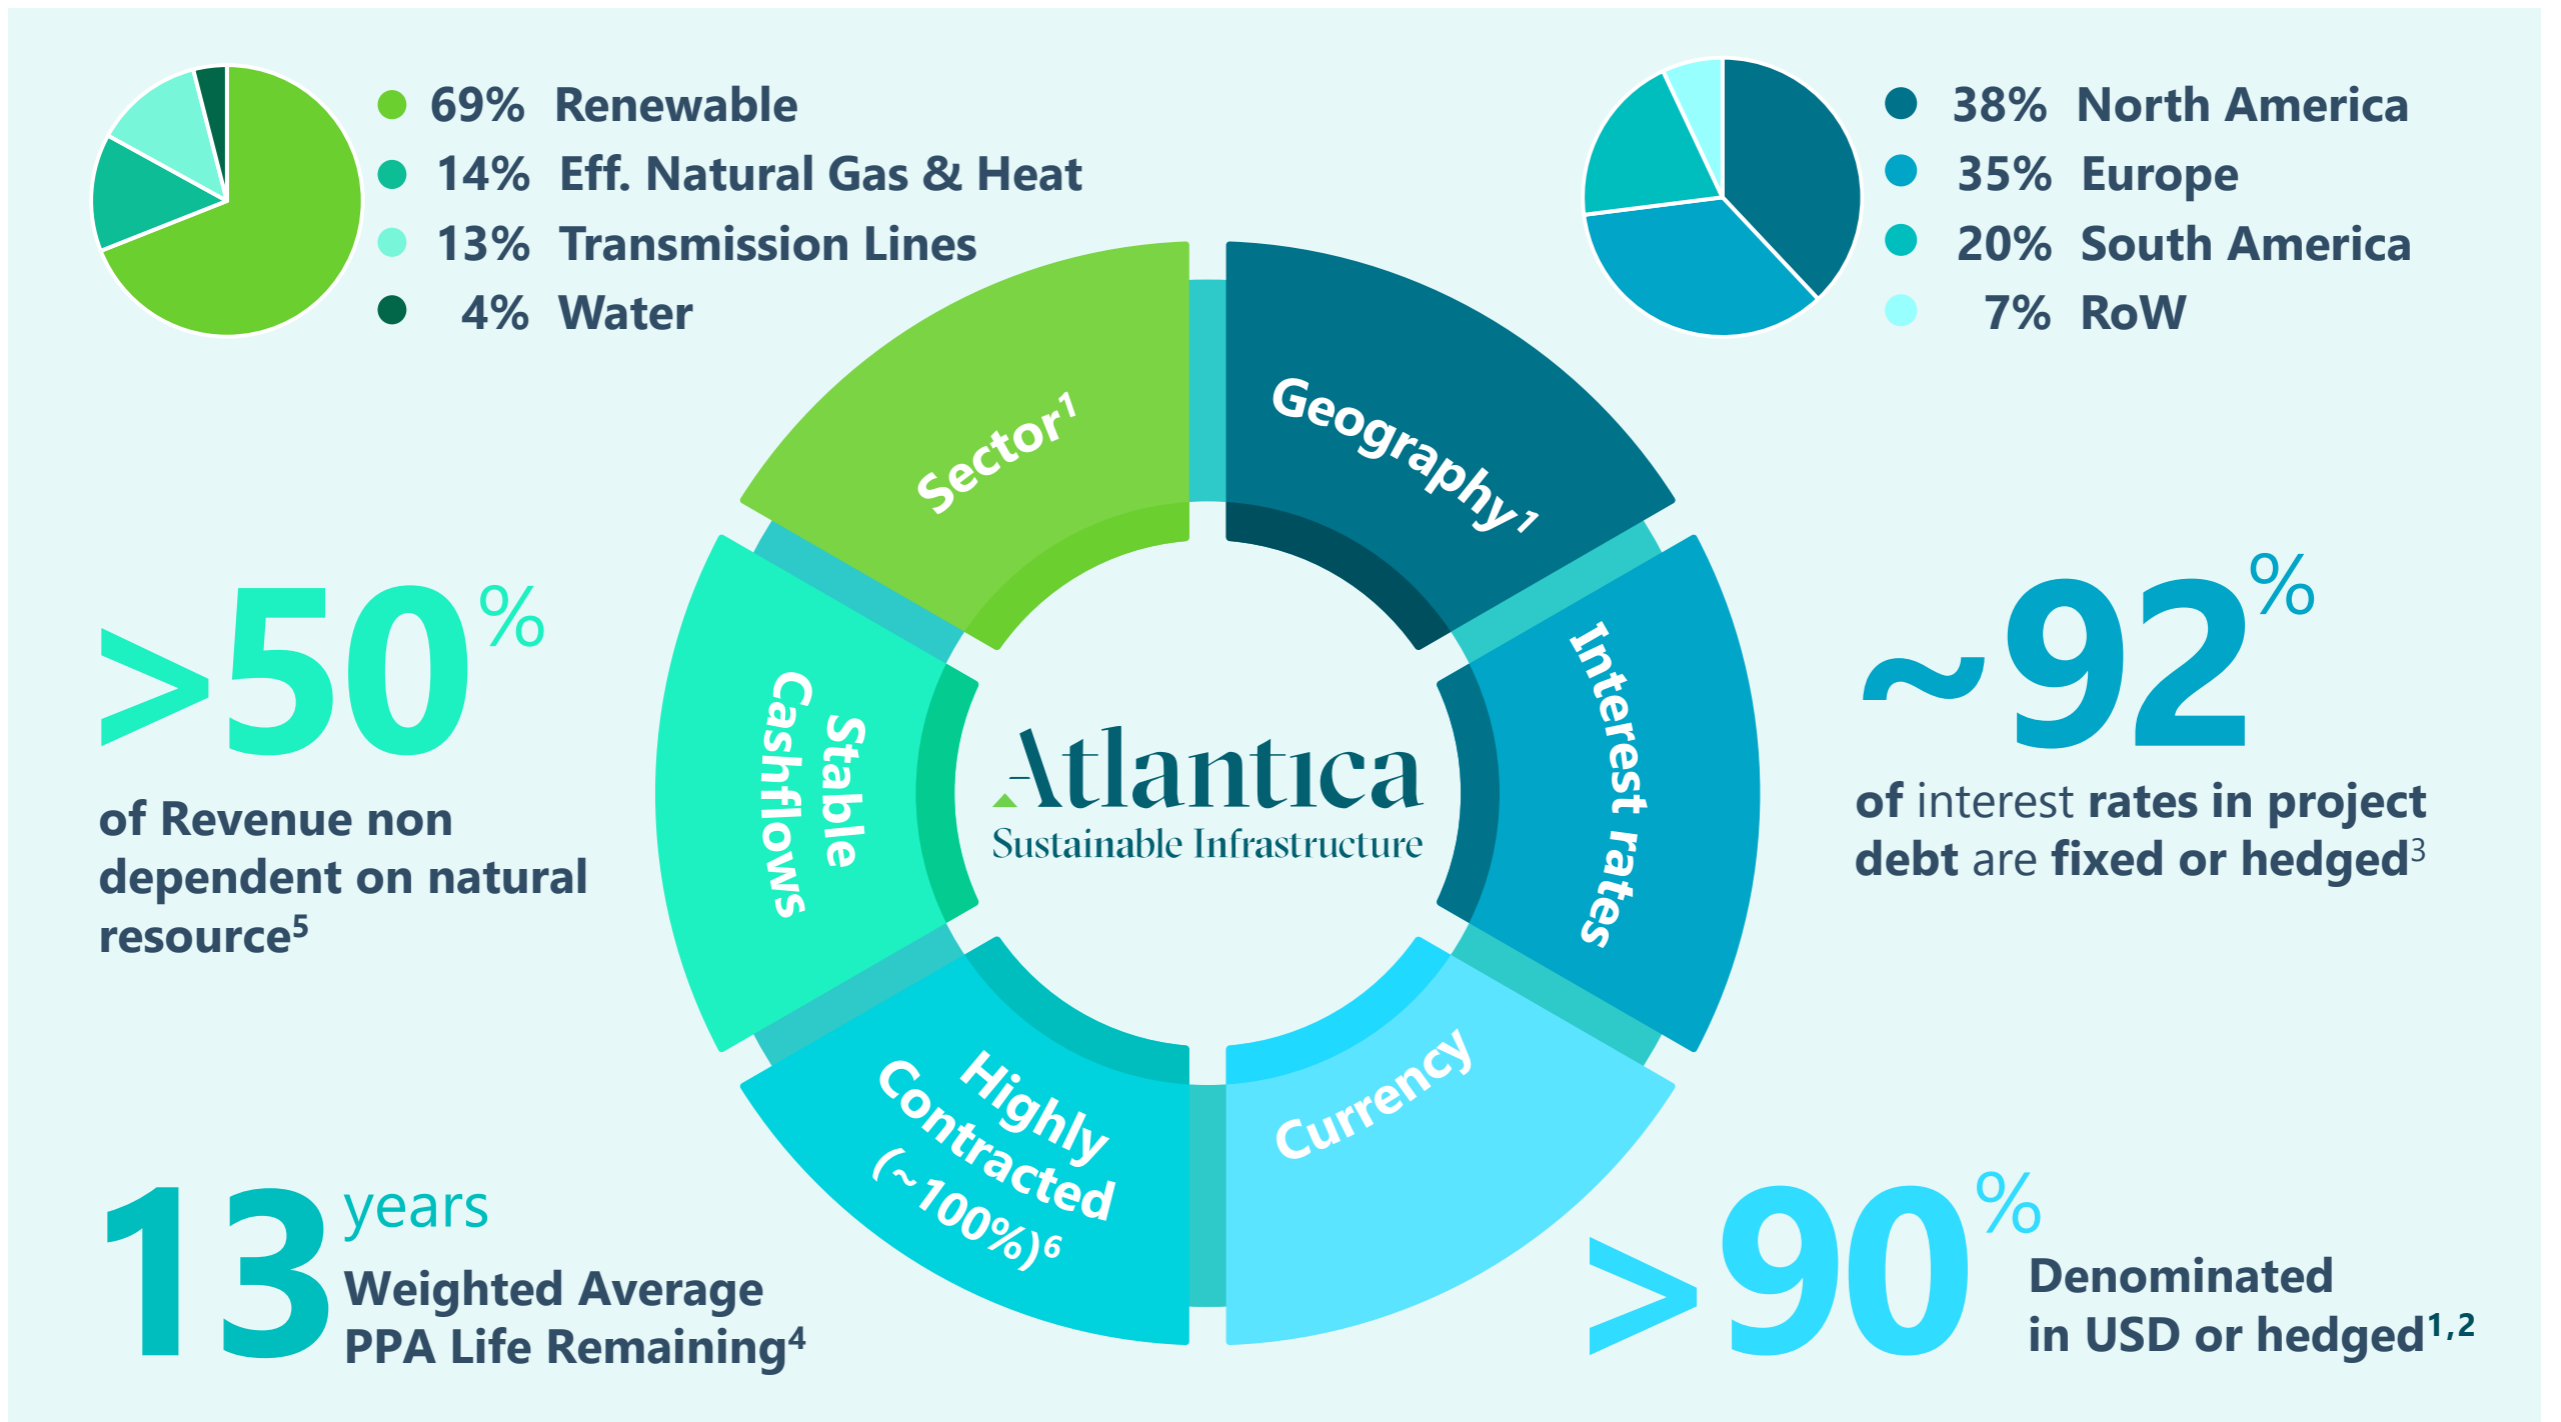 69% Renewable
14% Eff. Natural Gas & Heat
13% Transmission Lines
4% Water
38% North America
35% Europe
20% South America
7% RoW
Sector¹
Geography¹
Interest rates
Currency
Highly
Contracted
(~100%)⁶
Stable
Cashflows
Atlantica
Sustainable Infrastructure
>50%
of Revenue non
dependent on natural
resource⁵
~92%
of interest rates in project
debt are fixed or hedged³
13 years
Weighted Average
PPA Life Remaining⁴
>90%
Denominated
in USD or hedged¹,²